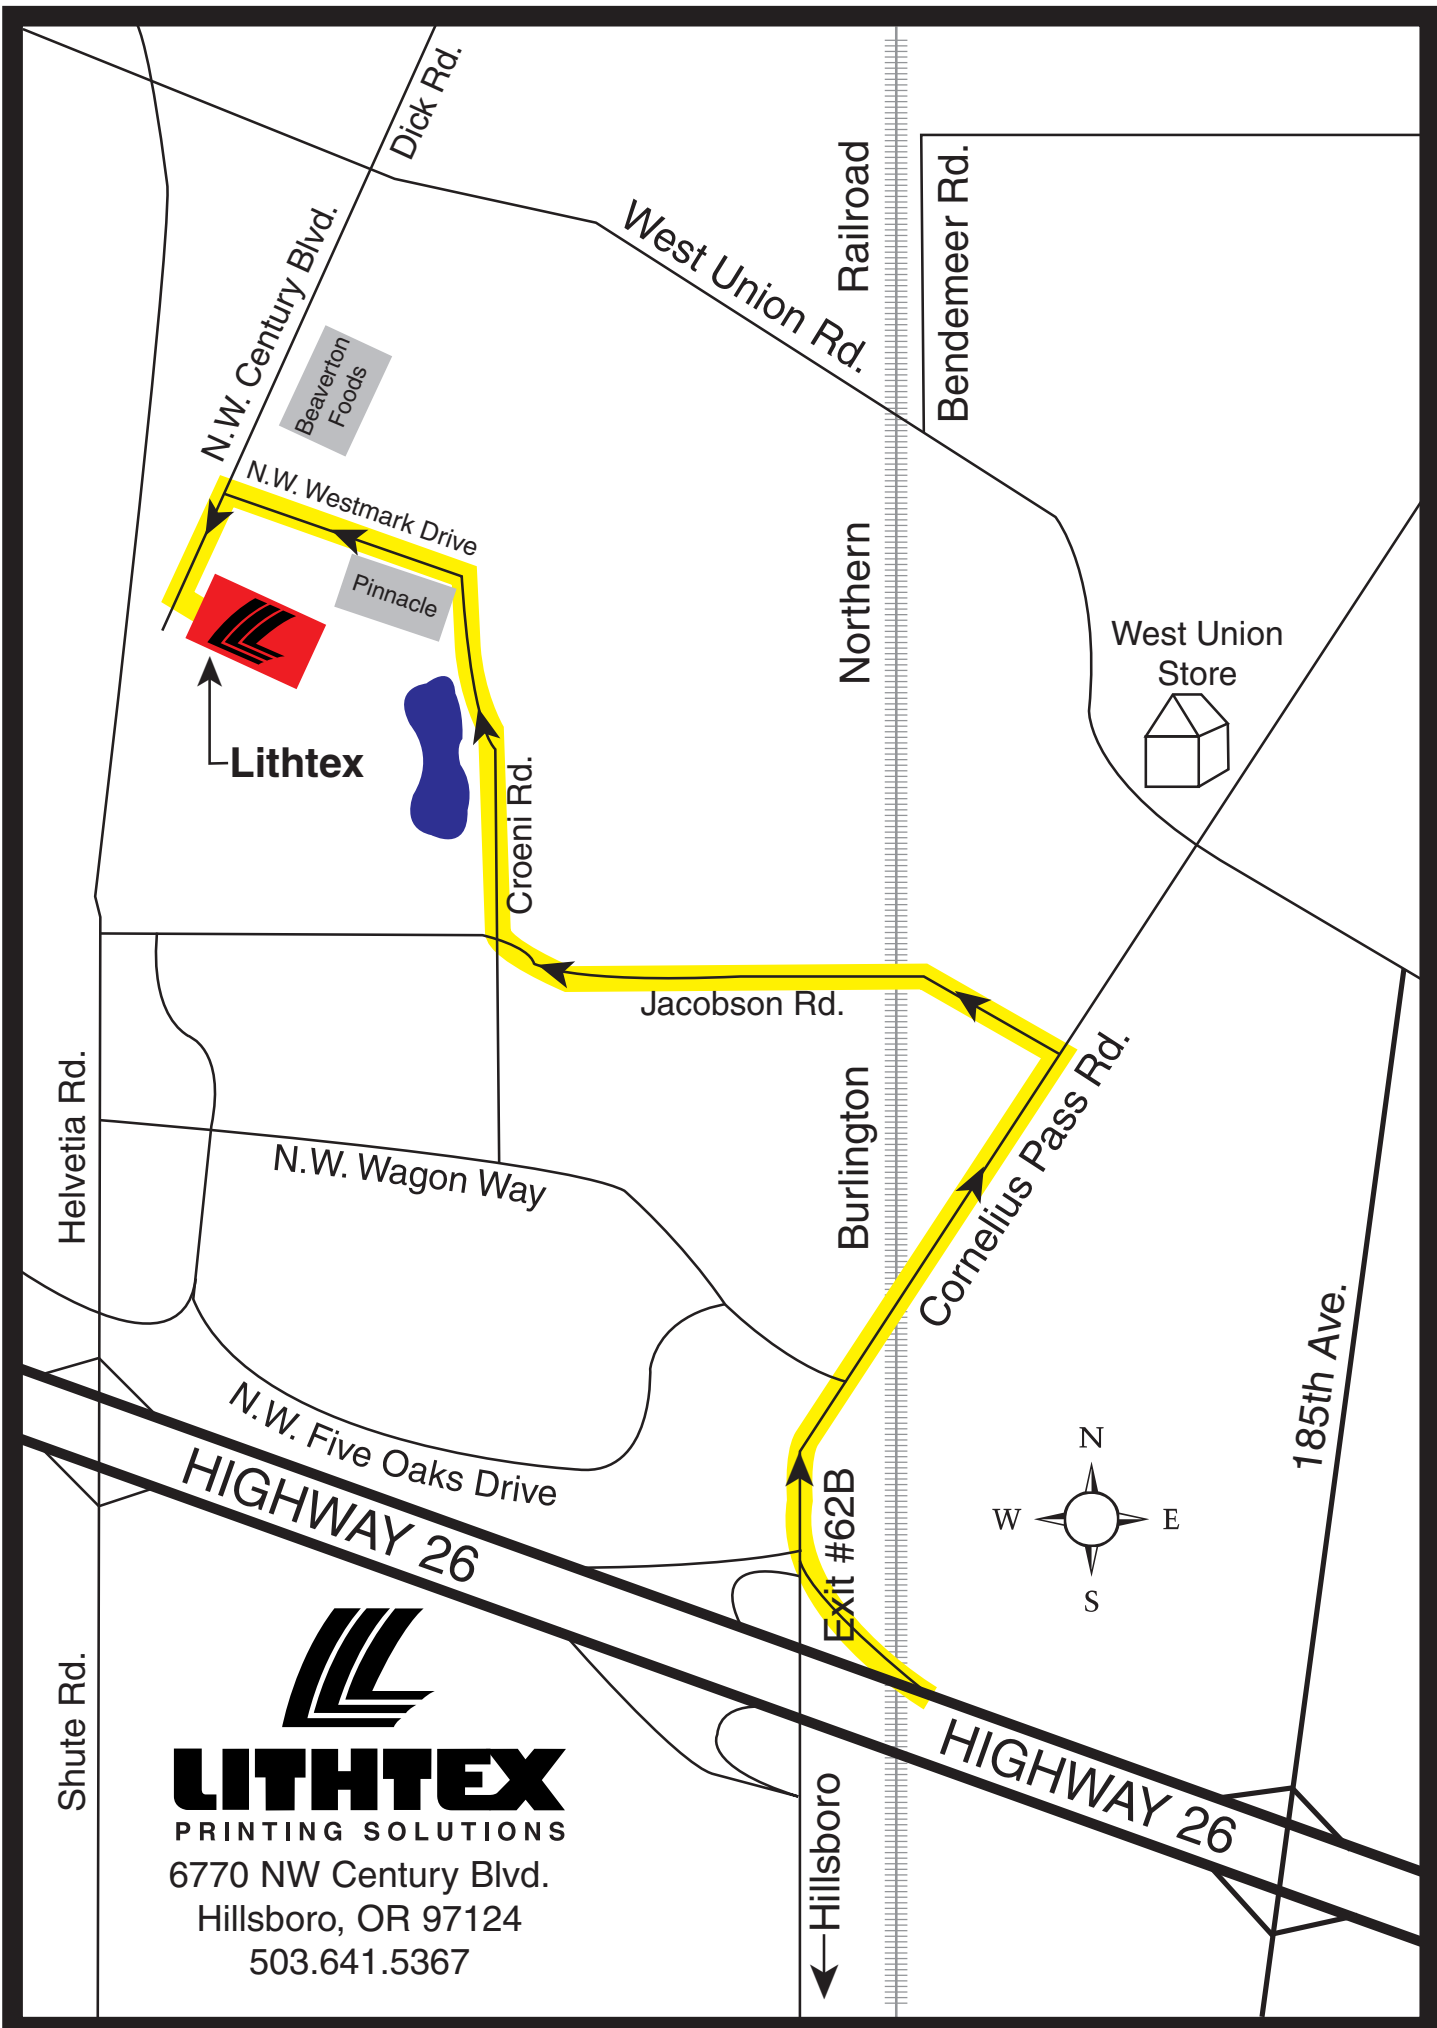 Dick Rd.
N.W. Century Blvd.
West Union Rd.
Railroad
Bendemeer Rd.
Beaverton
Foods
N.W. Westmark Drive
Pinnacle
Northern
West Union
Store
Lithtex
Croeni Rd.
Jacobson Rd.
Helvetia Rd.
N.W. Wagon Way
Burlington
Cornelius Pass Rd.
185th Ave.
N.W. Five Oaks Drive
HIGHWAY 26
Exit #62B
N
W
E
S
Shute Rd.
HIGHWAY 26
Hillsboro
LITHTEX
PRINTING SOLUTIONS
6770 NW Century Blvd.
Hillsboro, OR 97124
503.641.5367